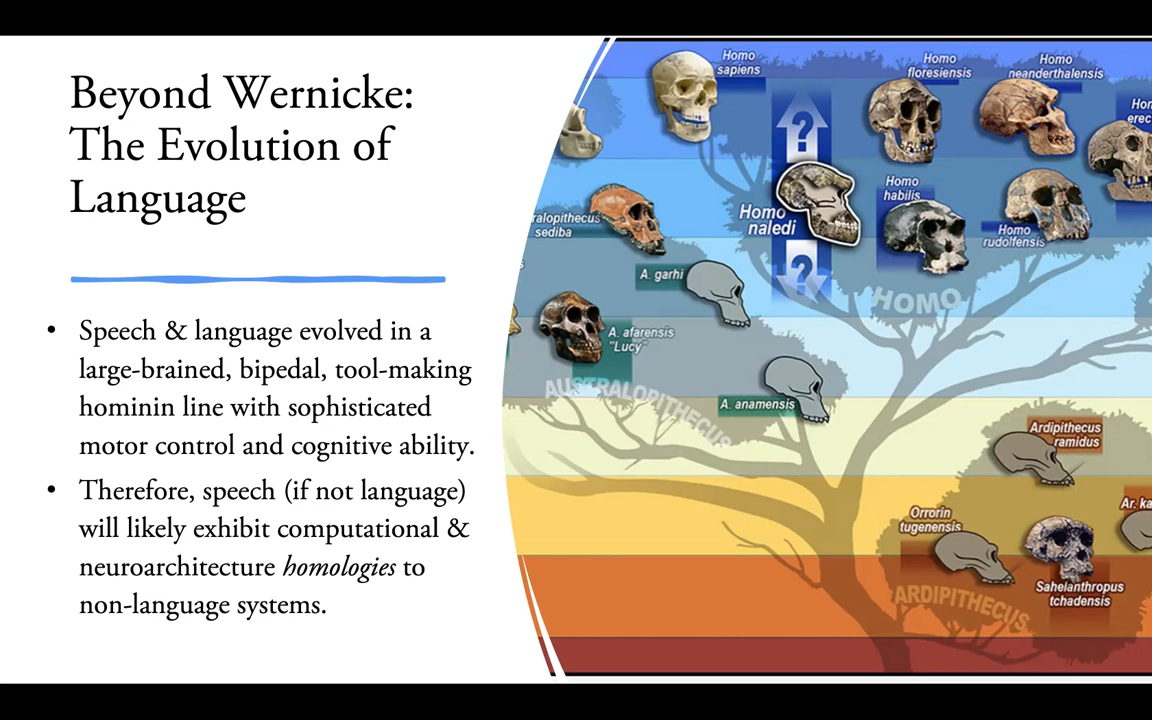 Beyond Wernicke:
The Evolution of
Language
• Speech & language evolved in a
large-brained, bipedal, tool-making
hominin line with sophisticated
motor control and cognitive ability.
• Therefore, speech (if not language)
will likely exhibit computational &
neuroarchitecture homologies to
non-language systems.
Homo
sapiens
Homo
floresiensis
Homo
neanderthalensis
?
Homo
naledi
?
Homo
habilis
Homo
rudolfensis
HOMO
sediba
A. garhi
A. afarensis
"Lucy"
AUSTRALOPITHECUS
A. anamensis
Ardipithecus
ramidus
Orrorin
tugenensis
Ar.
Sahelanthropus
tchadensis
ARDIPITHECUS